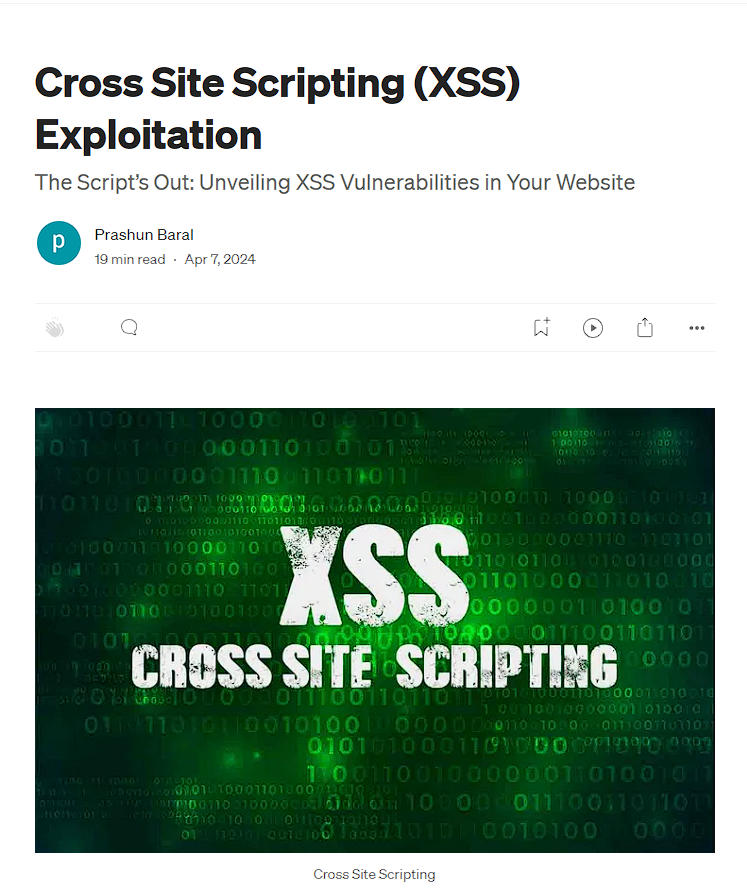 Cross Site Scripting (XSS)
Exploitation
The Script's Out: Unveiling XSS Vulnerabilities in Your Website
p
Prashun Baral
19 min read · Apr 7, 2024
XSS
CROSS SITE SCRIPTING
Cross Site Scripting